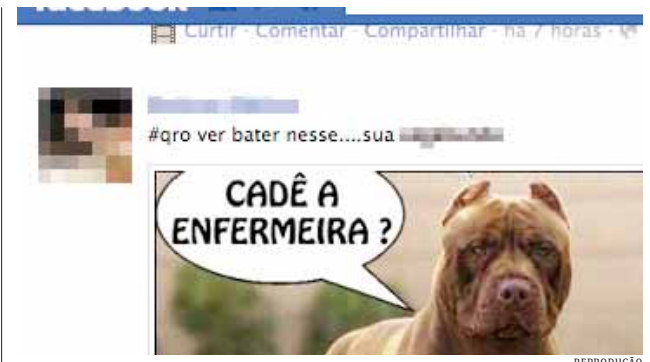 Curtir · Comentar · Compartilhar · há 7 horas ·
#qro ver bater nesse....sua
CADÊ A
ENFERMEIRA ?
REPRODUÇÃO